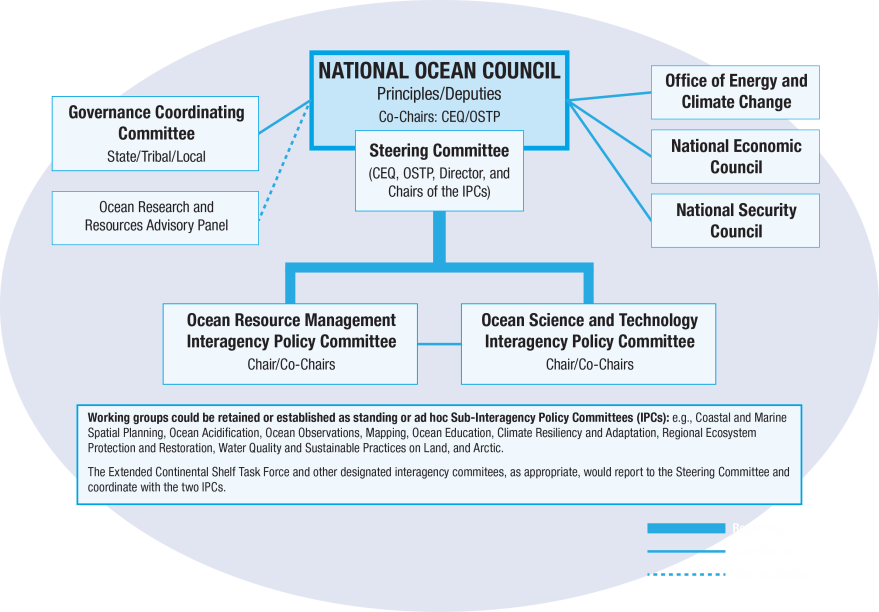 NATIONAL OCEAN COUNCIL
Principles/Deputies
Co-Chairs: CEQ/OSTP
Steering Committee
(CEQ, OSTP, Director, and
Chairs of the IPCs)
Governance Coordinating
Committee
State/Tribal/Local
Ocean Research and
Resources Advisory Panel
Office of Energy and
Climate Change
National Economic
Council
National Security
Council
Ocean Resource Management
Interagency Policy Committee
Chair/Co-Chairs
Ocean Science and Technology
Interagency Policy Committee
Chair/Co-Chairs
Working groups could be retained or established as standing or ad hoc Sub-Interagency Policy Committees (IPCs): e.g., Coastal and Marine
Spatial Planning, Ocean Acidification, Ocean Observations, Mapping, Ocean Education, Climate Resiliency and Adaptation, Regional Ecosystem
Protection and Restoration, Water Quality and Sustainable Practices on Land, and Arctic.
The Extended Continental Shelf Task Force and other designated interagency commitees, as appropriate, would report to the Steering Committee and
coordinate with the two IPCs.